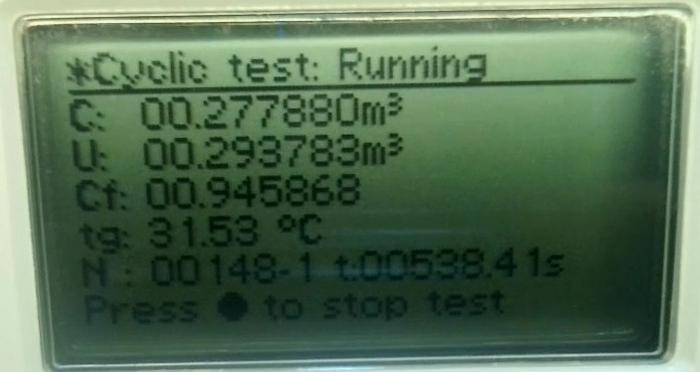 *Cyclic test: Running
C: 00.277880m³
U: 00.293783m³
Cf: 00.945868
tg: 31.53 °C
N : 00148-1 t:00538.41s
Press ● to stop test